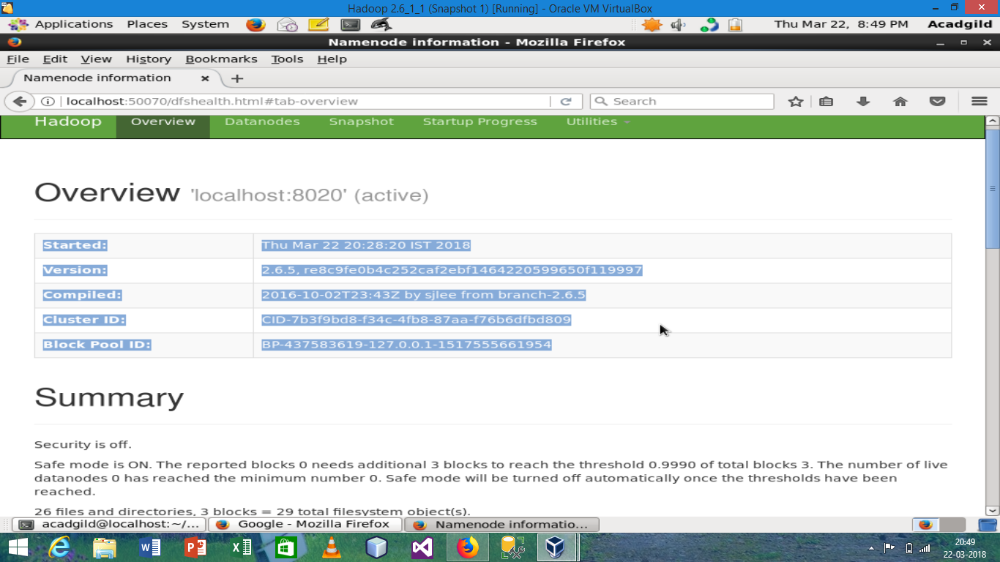 Hadoop 2.6_1_1 (Snapshot 1) [Running] - Oracle VM VirtualBox
Applications Places System Thu Mar 22, 8:49 PM Acadgild
Namenode information - Mozilla Firefox
File Edit View History Bookmarks Tools Help
Namenode information
localhost:50070/dfshealth.html#tab-overview Search
Hadoop Overview Datanodes Snapshot Startup Progress Utilities
Overview 'localhost:8020' (active)
Started: Thu Mar 22 20:28:20 IST 2018
Version: 2.6.5, re8c9fe0b4c252caf2ebf1464220599650f119997
Compiled: 2016-10-02T23:43Z by sjlee from branch-2.6.5
Cluster ID: CID-7b3f9bd8-f34c-4fb8-87aa-f76b6dfbd809
Block Pool ID: BP-437583619-127.0.0.1-1517555661954
Summary
Security is off.
Safe mode is ON. The reported blocks 0 needs additional 3 blocks to reach the threshold 0.9990 of total blocks 3. The number of live
datanodes 0 has reached the minimum number 0. Safe mode will be turned off automatically once the thresholds have been
reached.
26 files and directories, 3 blocks = 29 total filesystem object(s).
acadgild@localhost:~/... Google - Mozilla Firefox Namenode informatio...
20:49
22-03-2018